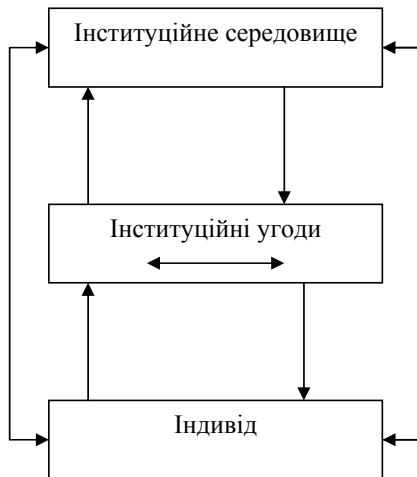 Інституційне середовище
Інституційні угоди
Індивід